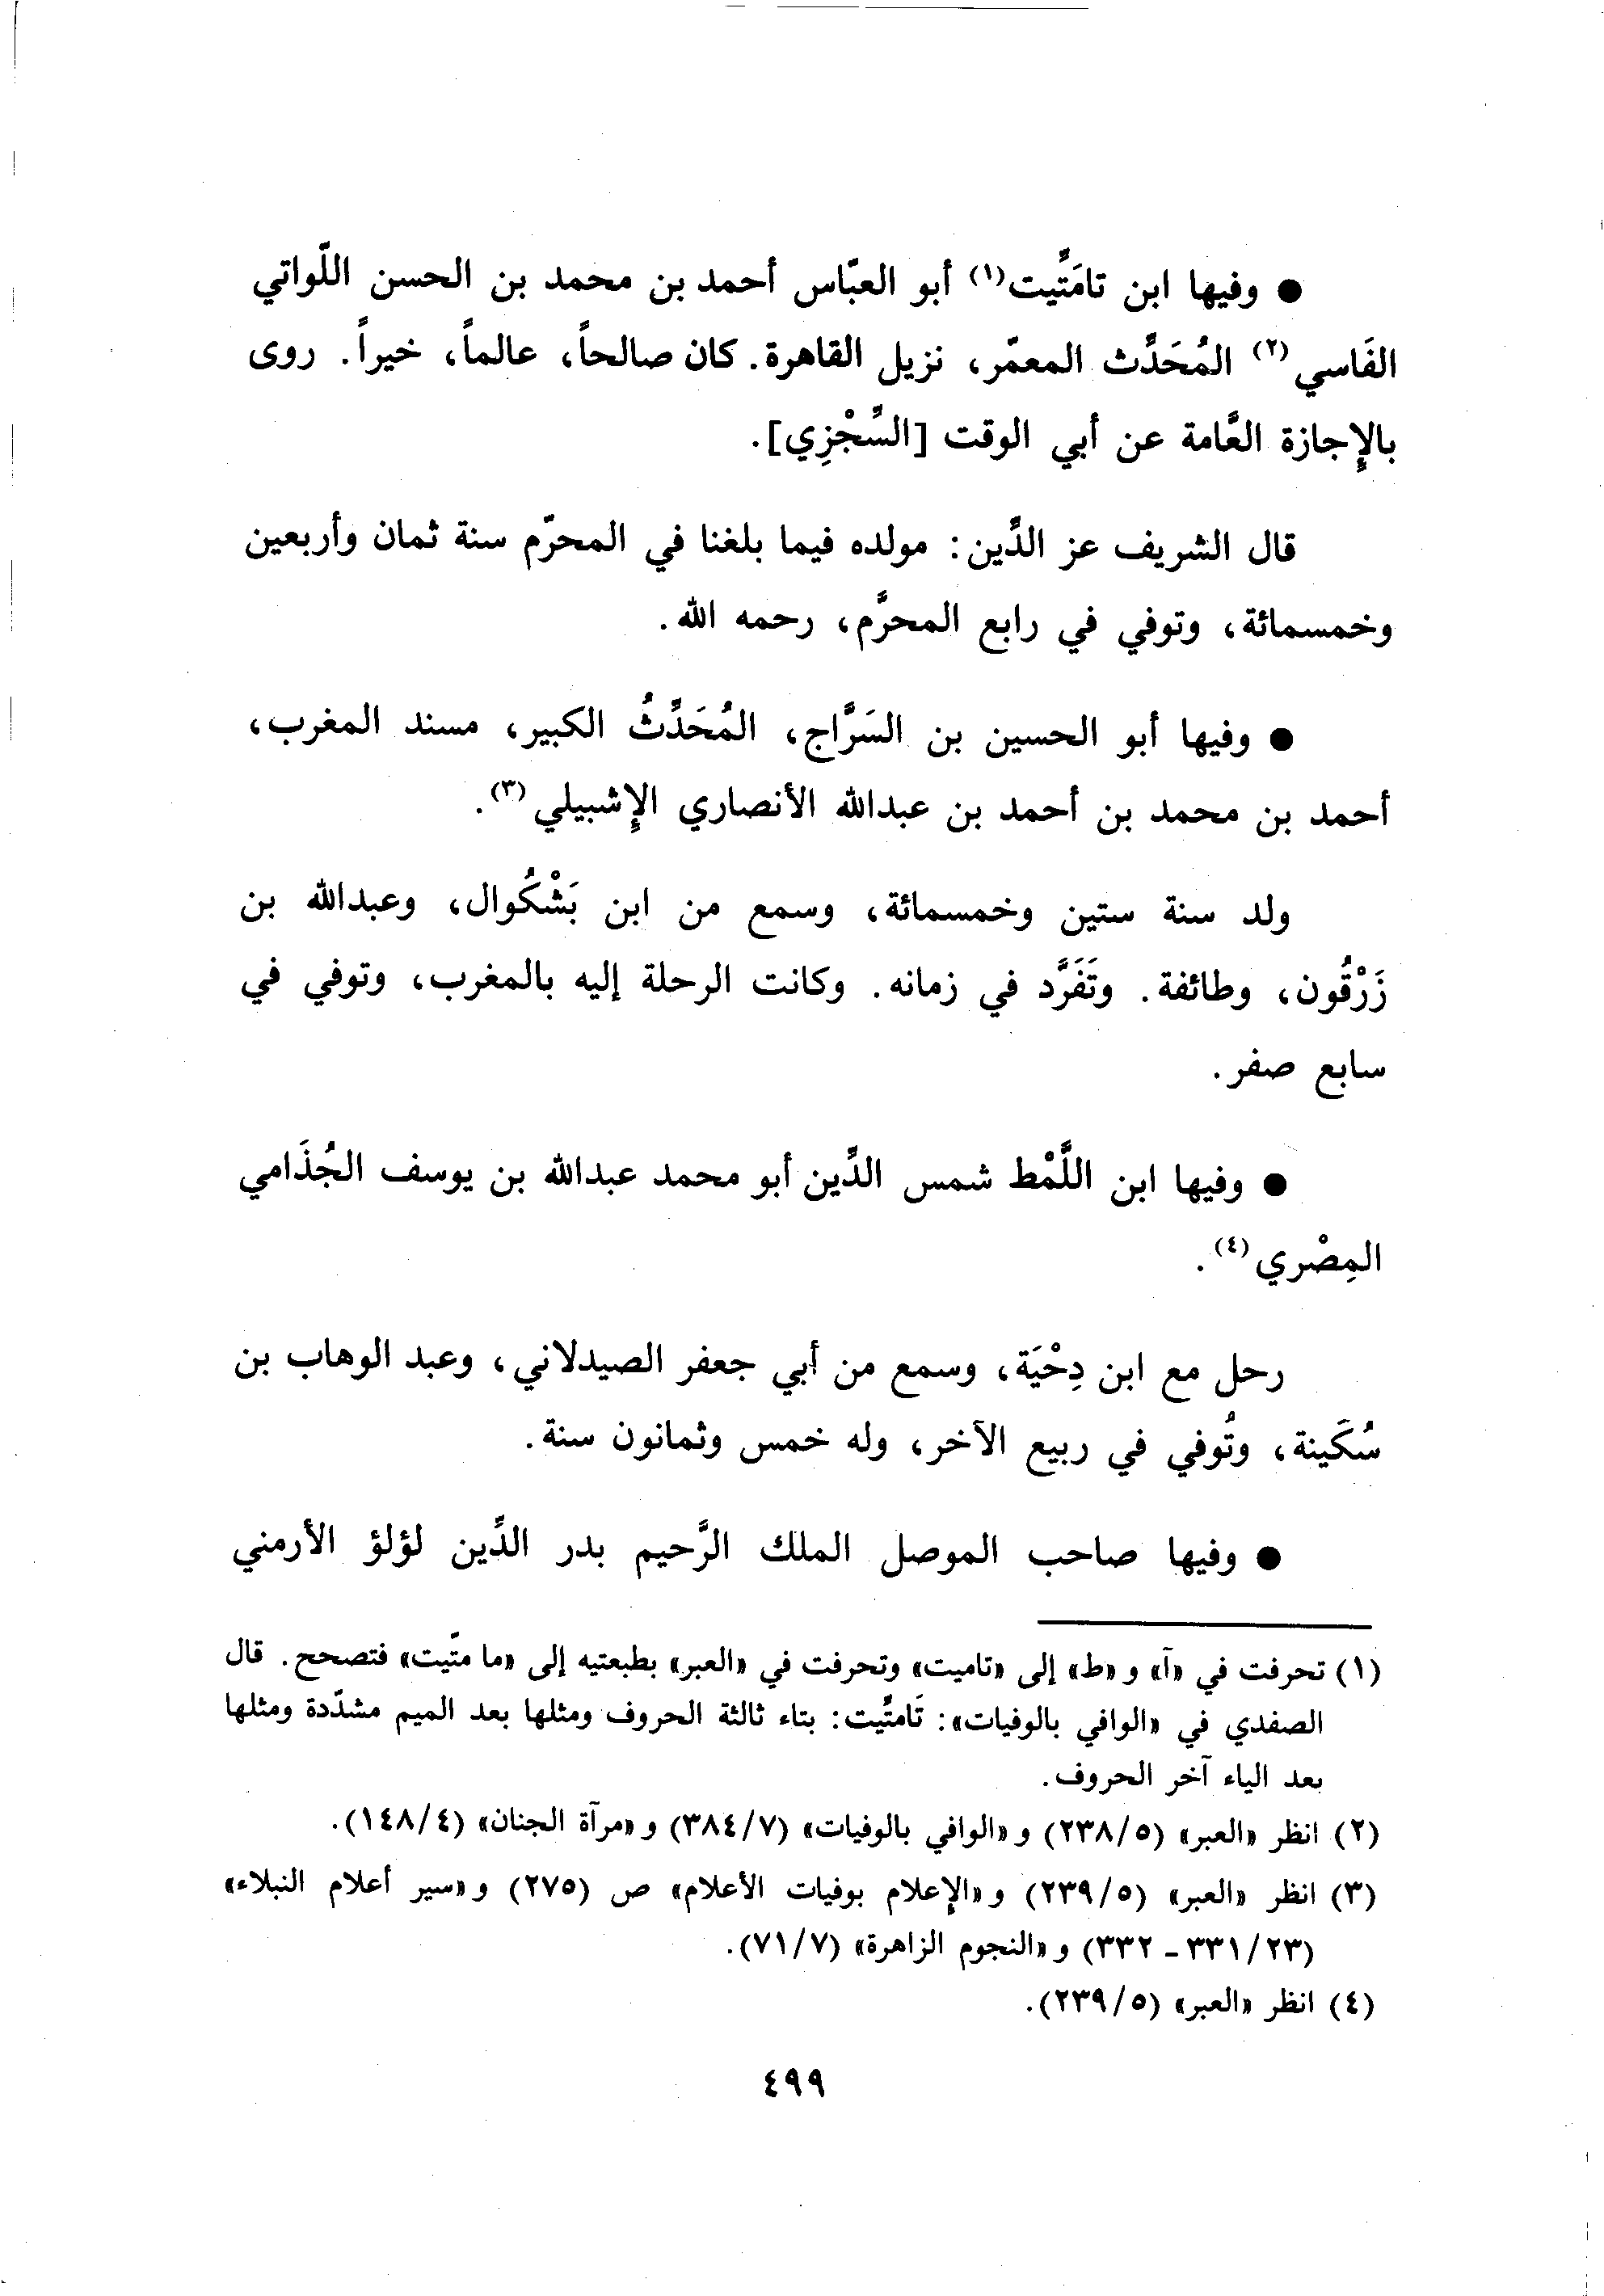 ● وفيها ابن تامَتِّيت(١) أبو العبّاس أحمد بن محمد بن الحسن اللّواتي
الفَاسي(٢) المُحَدِّث المعمّر، نزيل القاهرة. كان صالحاً، عالماً، خيراً. روى
بالإِجازة العَّامة عن أبي الوقت [السِّجْزِي].
قال الشريف عز الدِّين: مولده فيما بلغنا في المحرّم سنة ثمان وأربعين
وخمسمائة، وتوفي في رابع المحرَّم، رحمه الله.
● وفيها أبو الحسين بن السَرَّاج، المُحَدِّثُ الكبير، مسند المغرب،
أحمد بن محمد بن أحمد بن عبدالله الأنصاري الإِشبيلي(٣).
ولد سنة ستين وخمسمائة، وسمع من ابن بَشْكُوال، وعبدالله بن
زَرْقُون، وطائفة. وتَفَرَّد في زمانه. وكانت الرحلة إليه بالمغرب، وتوفي في
سابع صفر.
● وفيها ابن اللَّمْط شمس الدِّين أبو محمد عبدالله بن يوسف الجُذَامي
المِصْري(٤).
رحل مع ابن دِحْيَة، وسمع من أبي جعفر الصيدلاني، وعبد الوهاب بن
سُكَينة، وتُوفي في ربيع الآخر، وله خمس وثمانون سنة.
● وفيها صاحب الموصل الملك الرَّحيم بدر الدِّين لؤلؤ الأرمني
(١) تحرفت في «آ» و «ط» إلى «تاميت» وتحرفت في «العبر» بطبعتيه إلى «ما متّيت» فتصحح. قال
الصفدي في «الوافي بالوفيات»: تَامتِّيت: بتاء ثالثة الحروف ومثلها بعد الميم مشدّدة ومثلها
بعد الياء آخر الحروف.
(٢) انظر «العبر» (٢٣٨/٥) و «الوافي بالوفيات» (٣٨٤/٧) و «مرآة الجنان» (١٤٨/٤).
(٣) انظر «العبر» (٢٣٩/٥) و «الإِعلام بوفيات الأعلام» ص (٢٧٥) و «سير أعلام النبلاء»
(٣٣١/٢٣ - ٣٣٢) و «النجوم الزاهرة» (٧١/٧).
(٤) انظر «العبر» (٢٣٩/٥).
٤٩٩